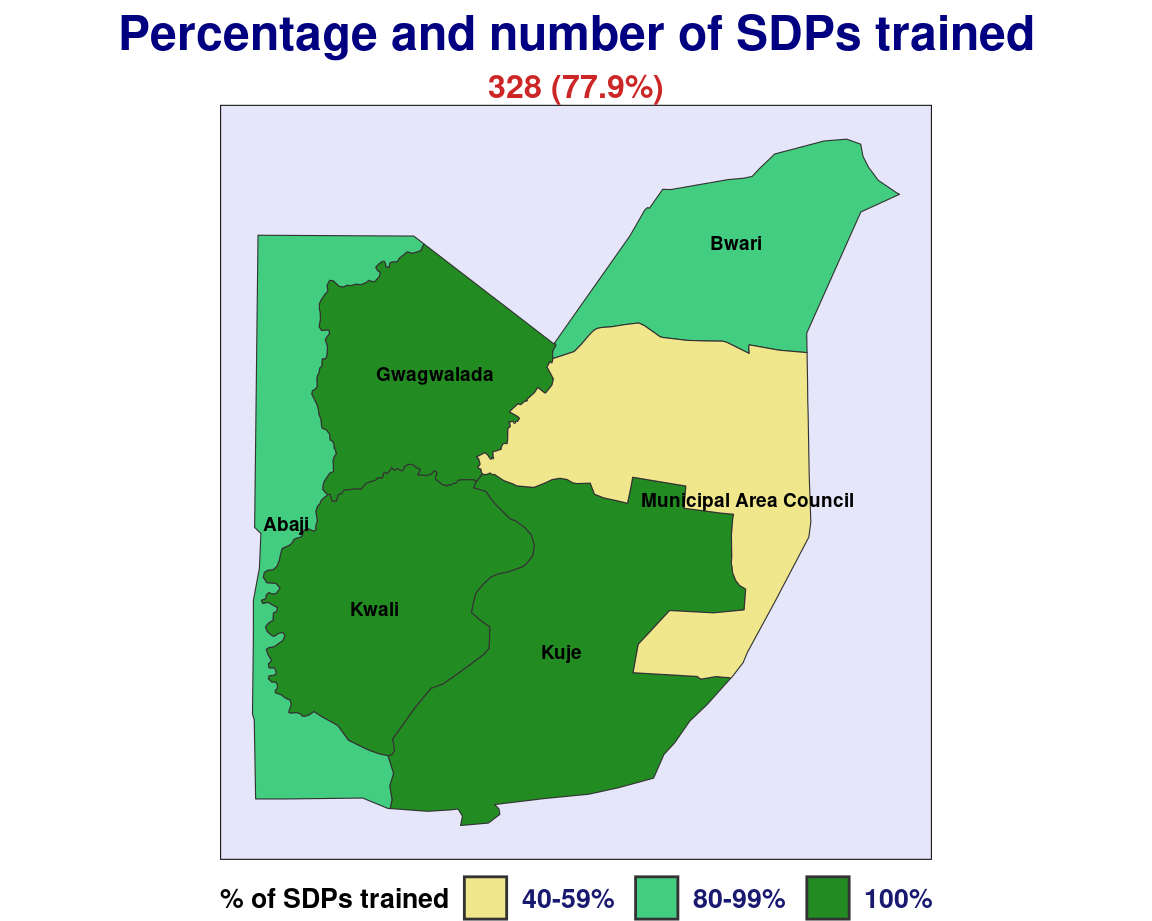 Percentage and number of SDPs trained
328 (77.9%)
Bwari
Gwagwalada
Municipal Area Council
Abaji
Kwali
Kuje
% of SDPs trained 40-59% 80-99% 100%